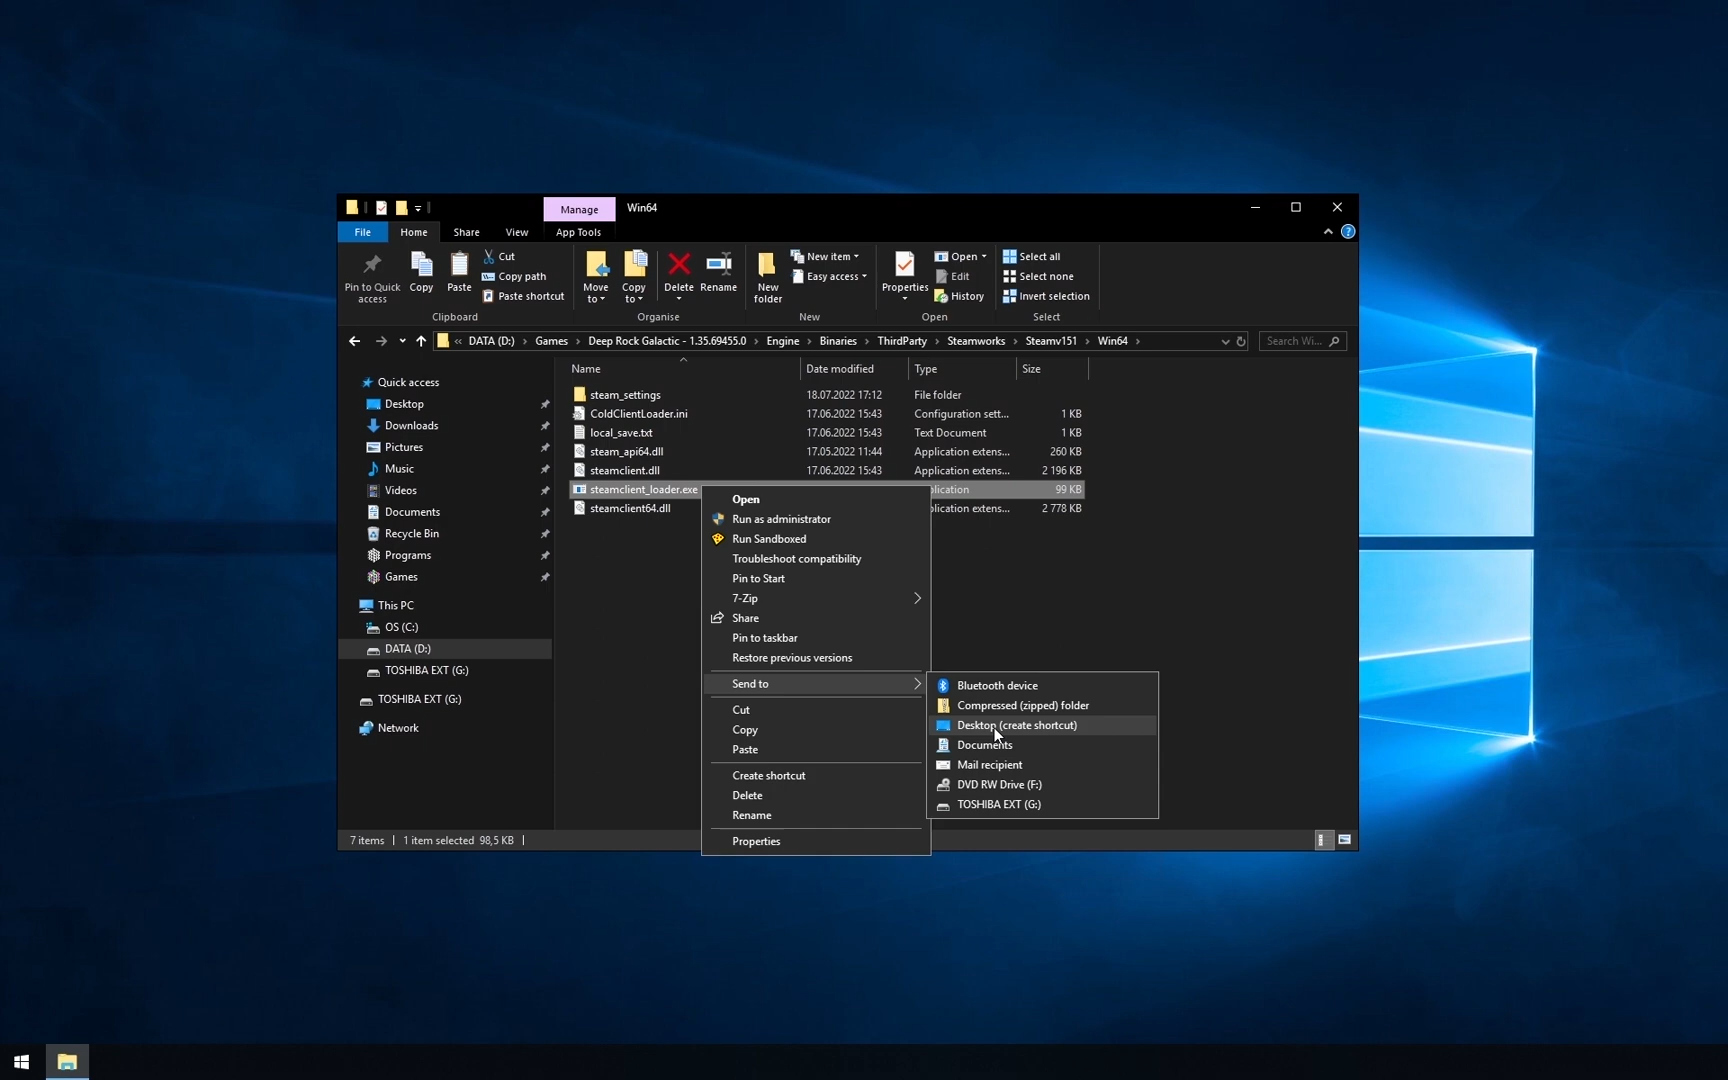 Manage Win64
File Home Share View App Tools
Pin to Quick
access
Copy
Paste
Cut
Copy path
Paste shortcut
Clipboard
Move
to
Copy
to
Delete
Rename
Organise
New
folder
New item
Easy access
New
Properties
Open
Edit
History
Open
Select all
Select none
Invert selection
Select
« DATA (D:) › Games › Deep Rock Galactic - 1.35.69455.0 › Engine › Binaries › ThirdParty › Steamworks › Steamv151 › Win64 ›
Search Wi...
Quick access
Desktop
Downloads
Pictures
Music
Videos
Documents
Recycle Bin
Programs
Games
This PC
OS (C:)
DATA (D:)
TOSHIBA EXT (G:)
TOSHIBA EXT (G:)
Network
Name Date modified Type Size
steam_settings 18.07.2022 17:12 File folder
ColdClientLoader.ini 17.06.2022 15:43 Configuration sett... 1 KB
local_save.txt 17.06.2022 15:43 Text Document 1 KB
steam_api64.dll 17.05.2022 11:44 Application extens... 260 KB
steamclient.dll 17.06.2022 15:43 Application extens... 2 196 KB
steamclient_loader.exe plication 99 KB
steamclient64.dll plication extens... 2 778 KB
Open
Run as administrator
Run Sandboxed
Troubleshoot compatibility
Pin to Start
7-Zip
Share
Pin to taskbar
Restore previous versions
Send to
Cut
Copy
Paste
Create shortcut
Delete
Rename
Properties
Bluetooth device
Compressed (zipped) folder
Desktop (create shortcut)
Documents
Mail recipient
DVD RW Drive (F:)
TOSHIBA EXT (G:)
7 items 1 item selected 98,5 KB